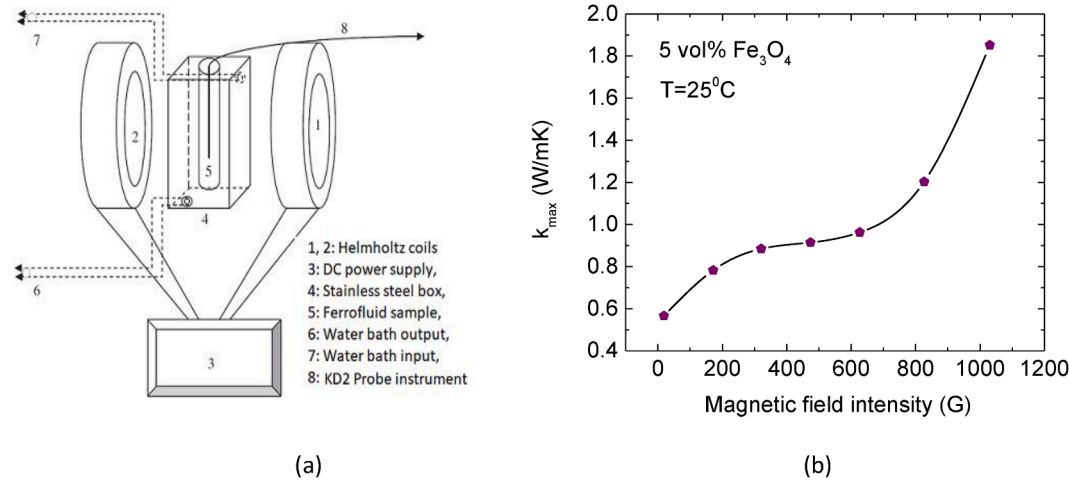 7
8
2
1
5
4
6
3
1, 2: Helmholtz coils
3: DC power supply,
4: Stainless steel box,
5: Ferrofluid sample,
6: Water bath output,
7: Water bath input,
8: KD2 Probe instrument
(a)
2.0
1.8
1.6
1.4
1.2
1.0
0.8
0.6
0.4
k_max (W/mK)
5 vol% Fe₃O₄
T=25⁰C
0
200
400
600
800
1000
1200
Magnetic field intensity (G)
(b)